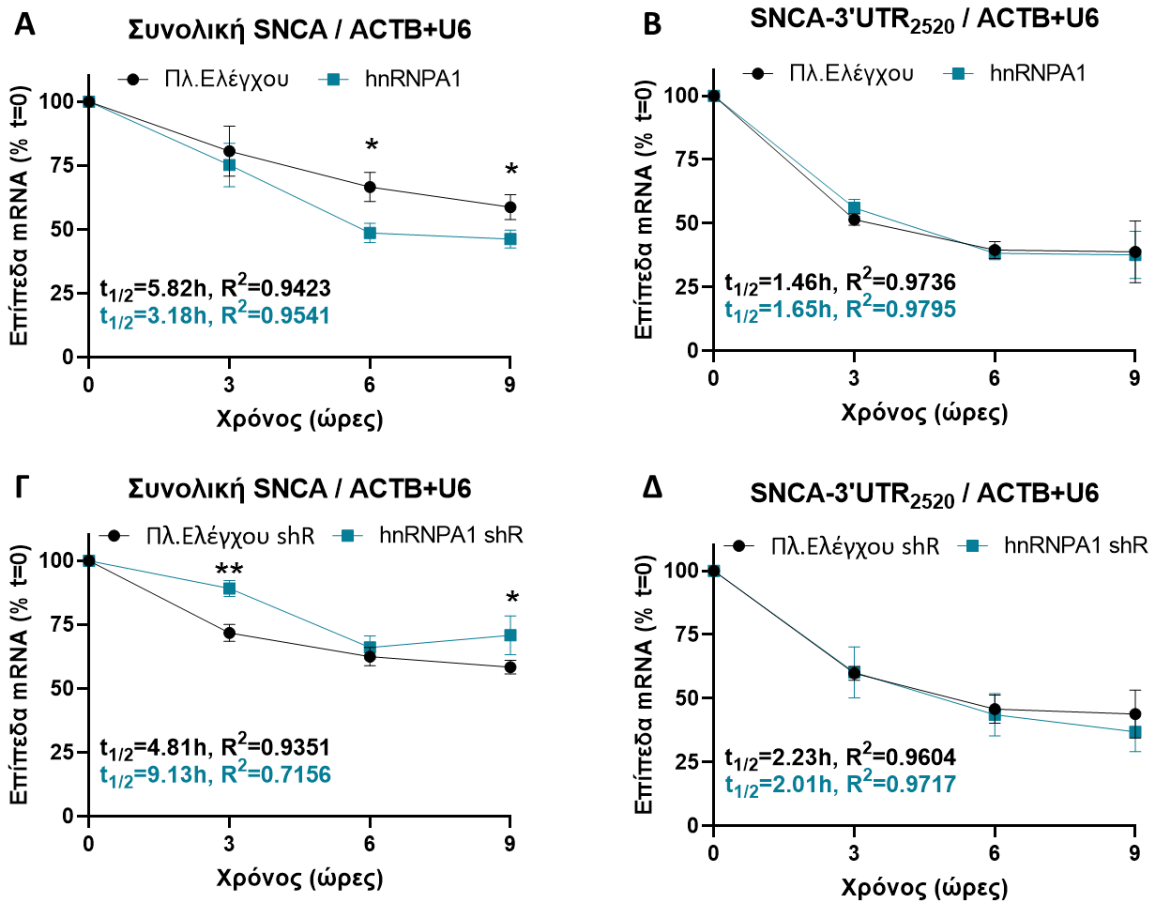 Α
Συνολική SNCA / ACTB+U6
Πλ.Ελέγχου hnRNPA1
Επίπεδα mRNA (% t=0)
100
75
50
25
0
*
*
t1/2=5.82h, R2=0.9423
t1/2=3.18h, R2=0.9541
0 3 6 9
Χρόνος (ώρες)
Β
SNCA-3'UTR2520 / ACTB+U6
Πλ.Ελέγχου hnRNPA1
Επίπεδα mRNA (% t=0)
100
75
50
25
0
t1/2=1.46h, R2=0.9736
t1/2=1.65h, R2=0.9795
0 3 6 9
Χρόνος (ώρες)
Γ
Συνολική SNCA / ACTB+U6
Πλ.Ελέγχου shR hnRNPA1 shR
Επίπεδα mRNA (% t=0)
100
75
50
25
0
**
*
t1/2=4.81h, R2=0.9351
t1/2=9.13h, R2=0.7156
0 3 6 9
Χρόνος (ώρες)
Δ
SNCA-3'UTR2520 / ACTB+U6
Πλ.Ελέγχου shR hnRNPA1 shR
Επίπεδα mRNA (% t=0)
100
75
50
25
0
t1/2=2.23h, R2=0.9604
t1/2=2.01h, R2=0.9717
0 3 6 9
Χρόνος (ώρες)